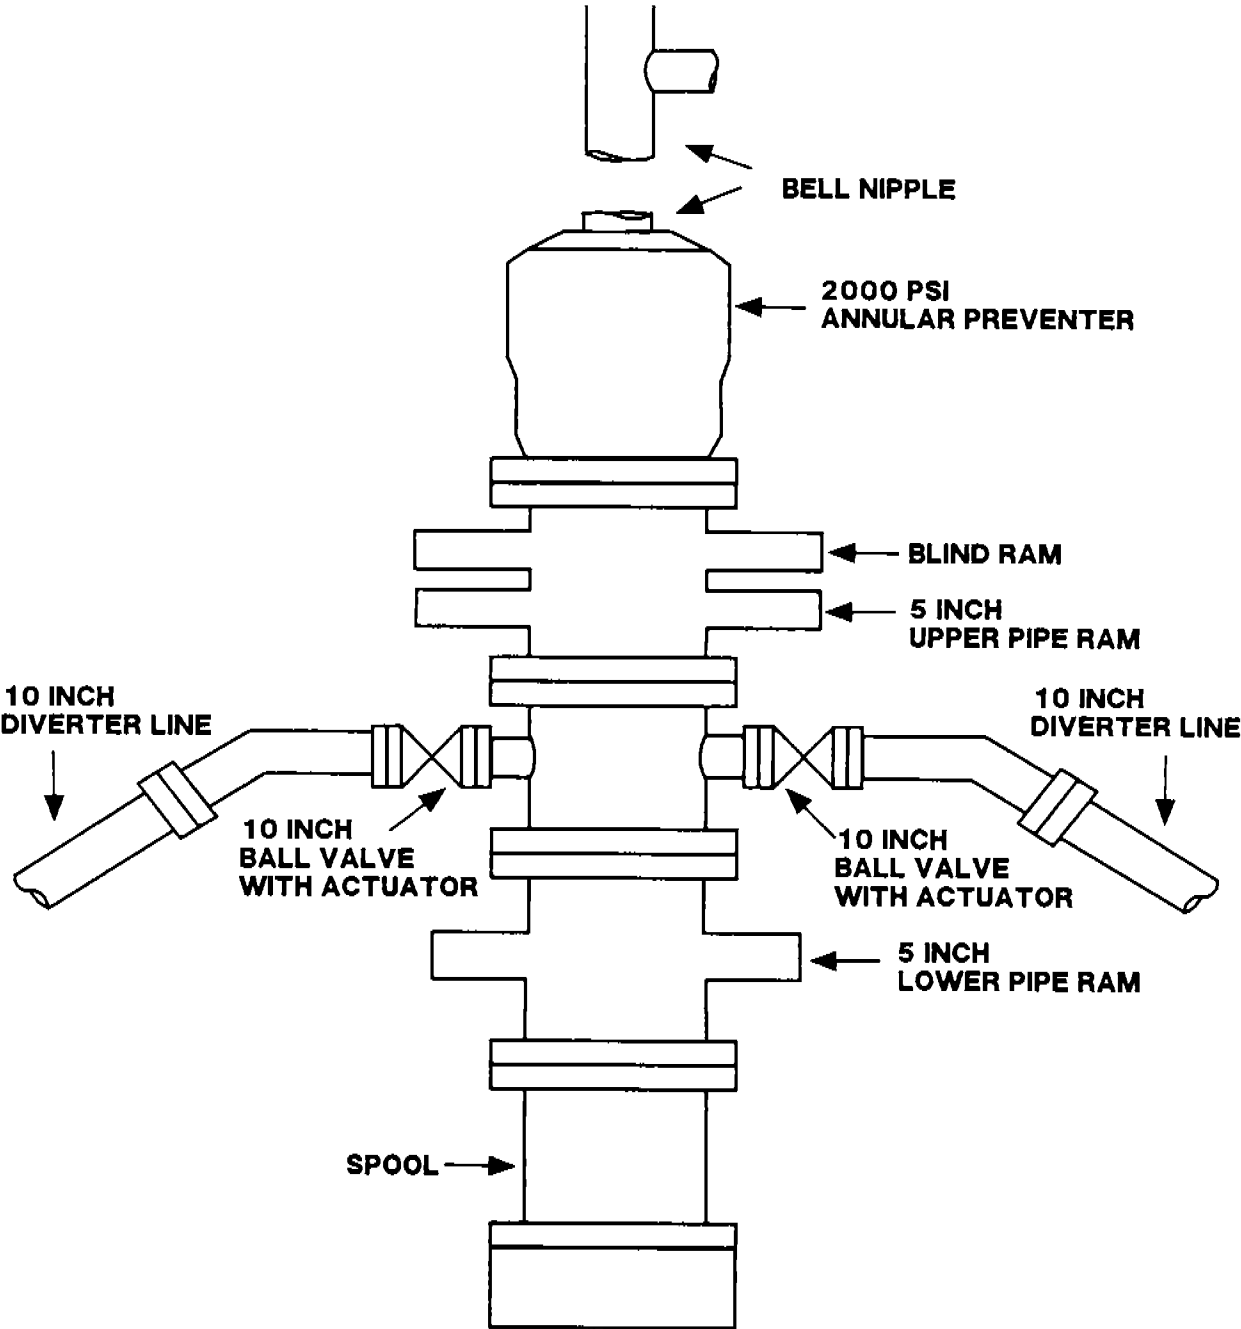 BELL NIPPLE
2000 PSI
ANNULAR PREVENTER
BLIND RAM
5 INCH
UPPER PIPE RAM
10 INCH
DIVERTER LINE
10 INCH
DIVERTER LINE
10 INCH
BALL VALVE
WITH ACTUATOR
10 INCH
BALL VALVE
WITH ACTUATOR
5 INCH
LOWER PIPE RAM
SPOOL